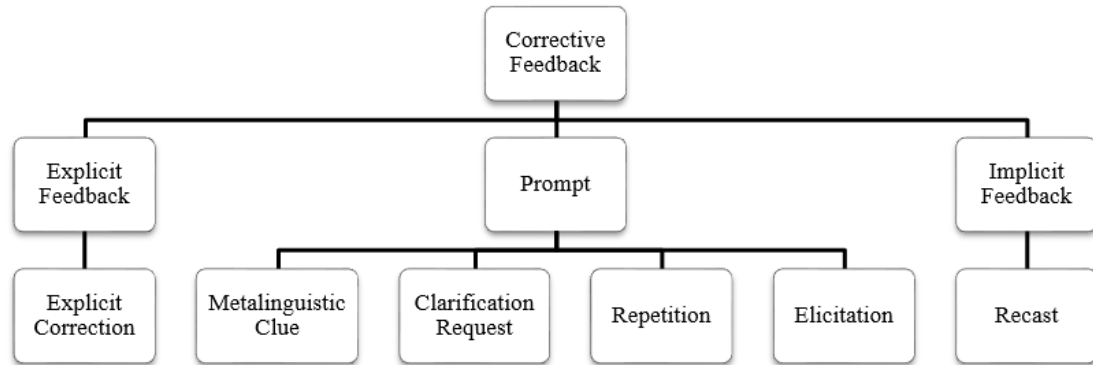 Corrective
Feedback
Explicit
Feedback
Prompt
Implicit
Feedback
Explicit
Correction
Metalinguistic
Clue
Clarification
Request
Repetition
Elicitation
Recast